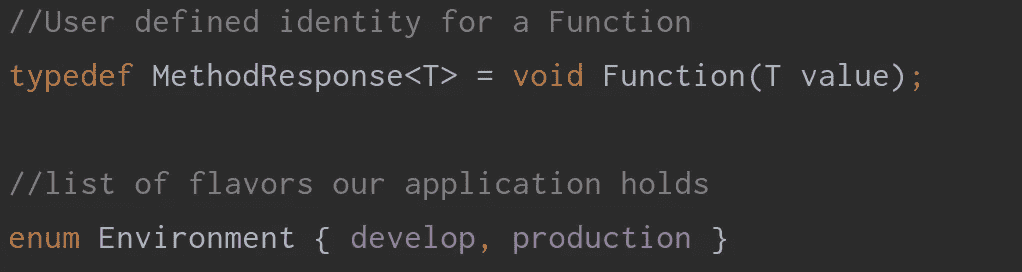 //User defined identity for a Function
typedef MethodResponse<T> = void Function(T value);
//list of flavors our application holds
enum Environment { develop, production }